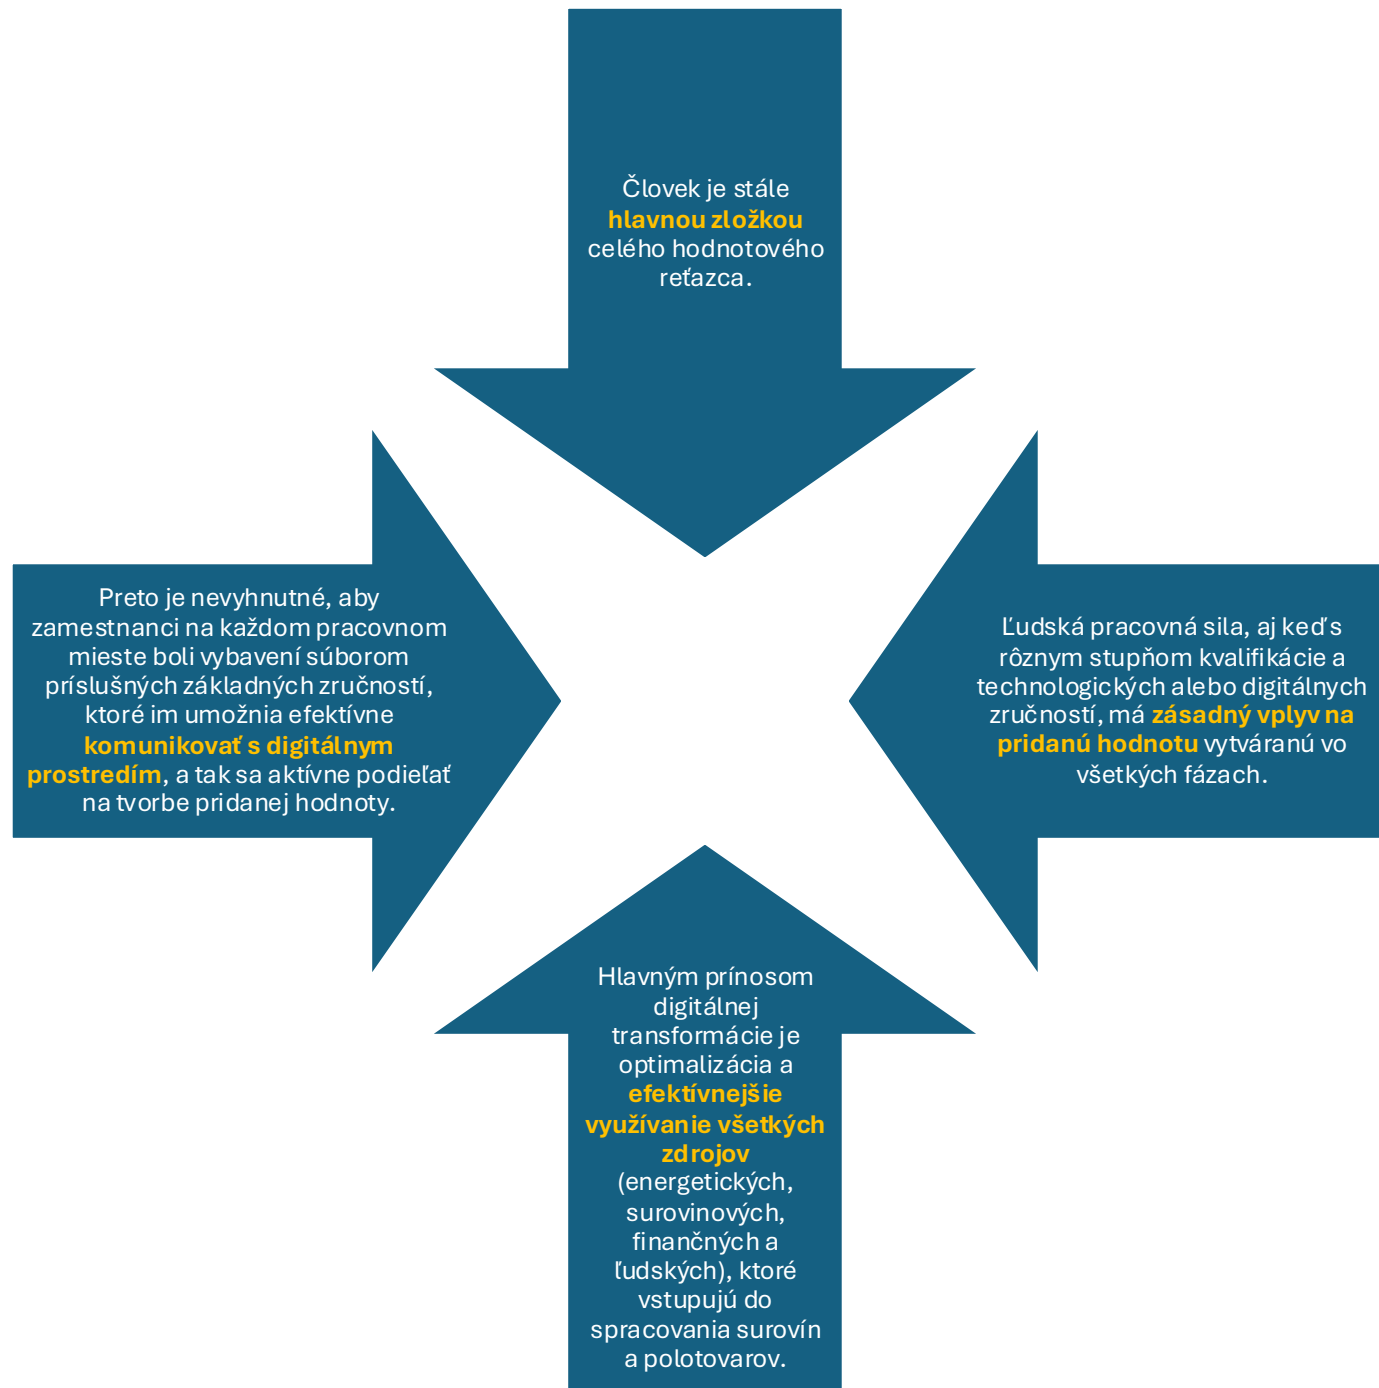 Človek je stále
hlavnou zložkou
celého hodnotového
reťazca.
Ľudská pracovná sila, aj keď s
rôznym stupňom kvalifikácie a
technologických alebo digitálnych
zručností, má zásadný vplyv na
pridanú hodnotu vytváranú vo
všetkých fázach.
Hlavným prínosom
digitálnej
transformácie je
optimalizácia a
efektívnejšie
využívanie všetkých
zdrojov
(energetických,
surovinových,
finančných a
ľudských), ktoré
vstupujú do
spracovania surovín
a polotovarov.
Preto je nevyhnutné, aby
zamestnanci na každom pracovnom
mieste boli vybavení súborom
príslušných základných zručností,
ktoré im umožnia efektívne
komunikovať s digitálnym
prostredím, a tak sa aktívne podieľať
na tvorbe pridanej hodnoty.